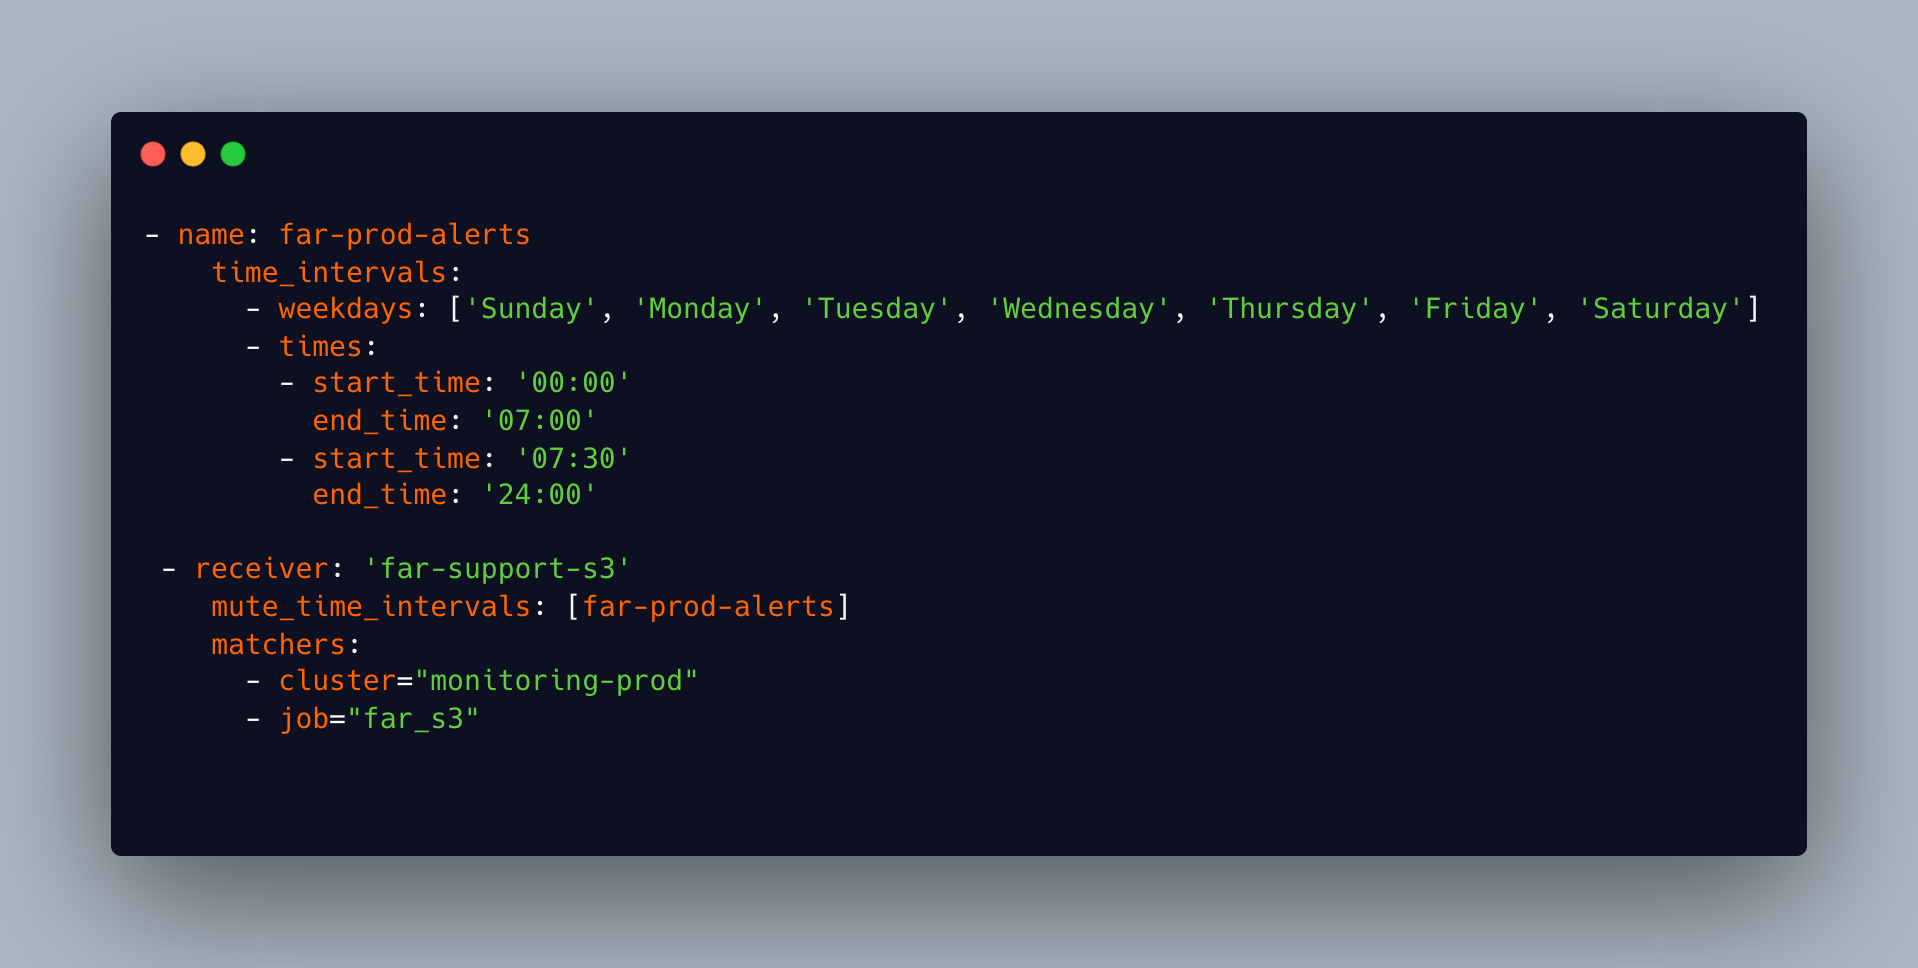 - name: far-prod-alerts
    time_intervals:
      - weekdays: ['Sunday', 'Monday', 'Tuesday', 'Wednesday', 'Thursday', 'Friday', 'Saturday']
      - times:
        - start_time: '00:00'
          end_time: '07:00'
        - start_time: '07:30'
          end_time: '24:00'

 - receiver: 'far-support-s3'
    mute_time_intervals: [far-prod-alerts]
    matchers:
      - cluster="monitoring-prod"
      - job="far_s3"